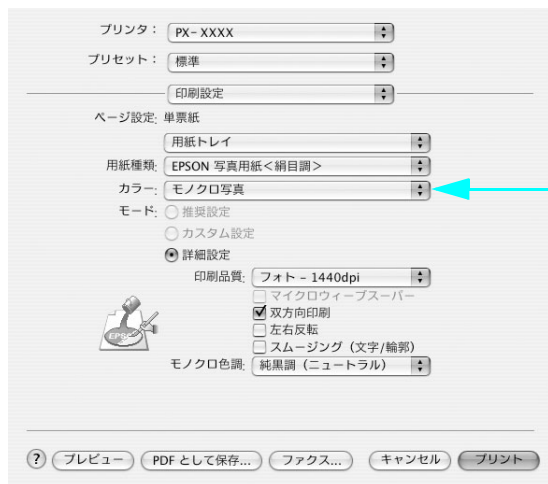 プリンタ： PX-XXXX
プリセット： 標準
印刷設定
ページ設定: 単票紙
用紙トレイ
用紙種類: EPSON 写真用紙＜絹目調＞
カラー: モノクロ写真
モード: 推奨設定
カスタム設定
詳細設定
印刷品質: フォト – 1440dpi
マイクロウィーブスーパー
双方向印刷
左右反転
スムージング（文字/輪郭）
モノクロ色調: 純黒調（ニュートラル）
EPSON
? プレビュー PDF として保存... ファクス... キャンセル プリント